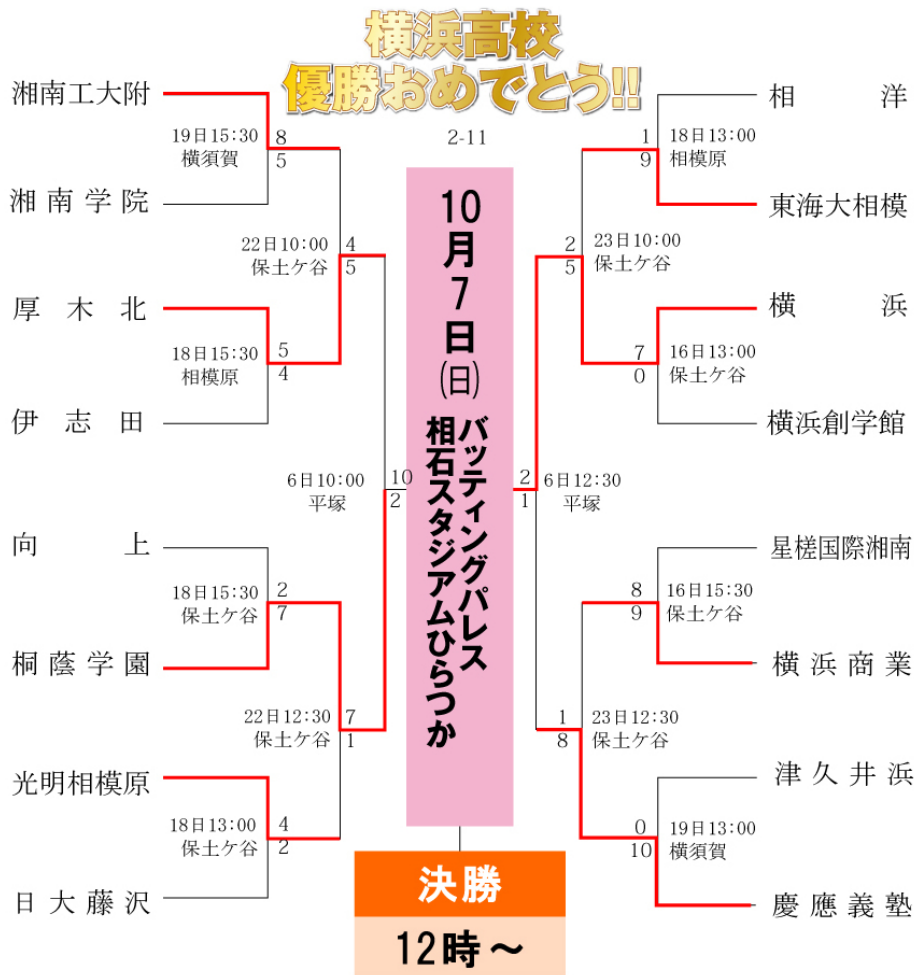 横浜高校
優勝おめでとう!!
2-11
湘南工大附
19日15:30
横須賀
8
5
湘南学院
22日10:00
保土ケ谷
4
5
厚木北
18日15:30
相模原
5
4
伊志田
6日10:00
平塚
10
2
向上
18日15:30
保土ケ谷
2
7
桐蔭学園
22日12:30
保土ケ谷
7
1
光明相模原
18日13:00
保土ケ谷
4
2
日大藤沢
10月7日(日)
バッティングパレス
相石スタジアムひらつか
決勝
12時～
相洋
1
9
18日13:00
相模原
東海大相模
2
5
23日10:00
保土ケ谷
横浜
7
0
16日13:00
保土ケ谷
横浜創学館
2
1
6日12:30
平塚
星槎国際湘南
8
9
16日15:30
保土ケ谷
横浜商業
1
8
23日12:30
保土ケ谷
津久井浜
0
10
19日13:00
横須賀
慶應義塾